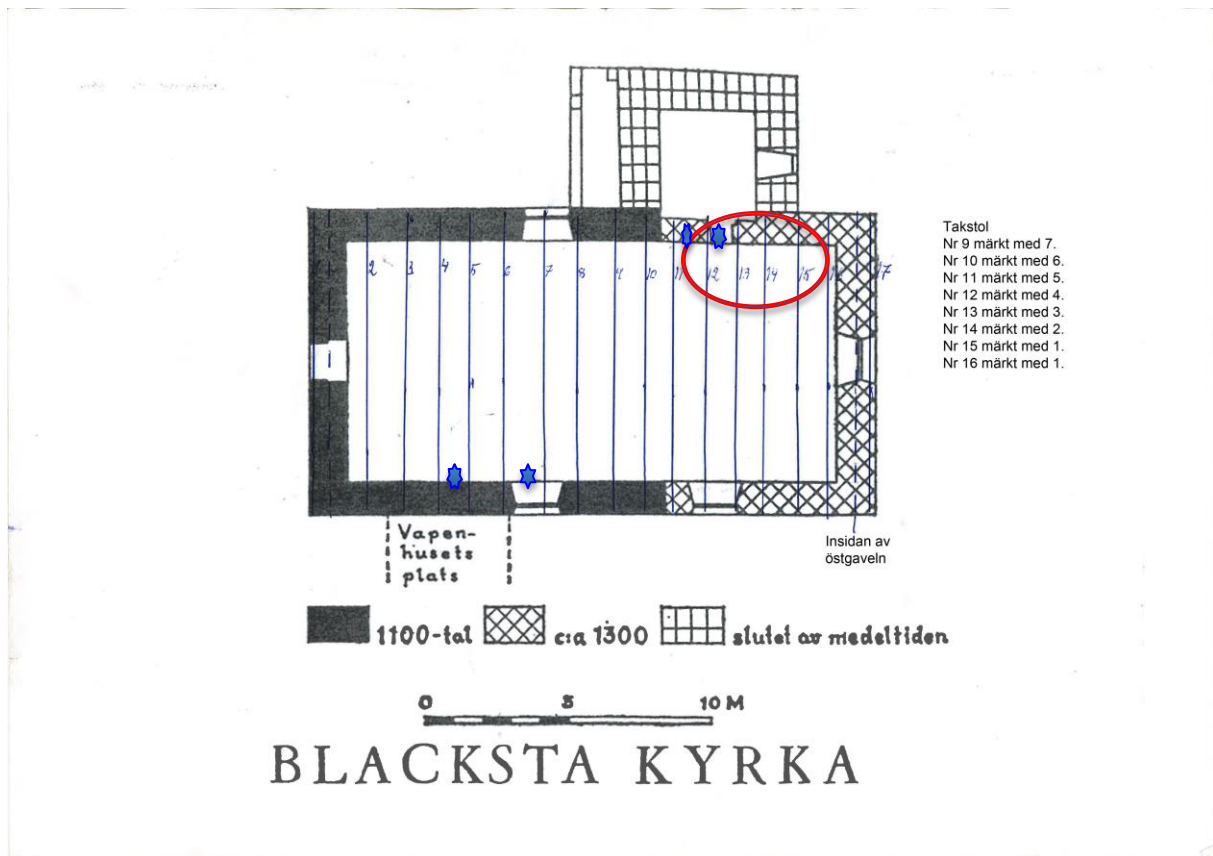 Takstol
Nr 9 märkt med 7.
Nr 10 märkt med 6.
Nr 11 märkt med 5.
Nr 12 märkt med 4.
Nr 13 märkt med 3.
Nr 14 märkt med 2.
Nr 15 märkt med 1.
Nr 16 märkt med 1.
2 3 4 5 6 7 8 9 10 11 12 13 14 15 16 17
Vapen-
husets
plats
Insidan av
östgaveln
1100-tal c:a 1300 slutet av medeltiden
0 5 10 M
BLACKSTA KYRKA